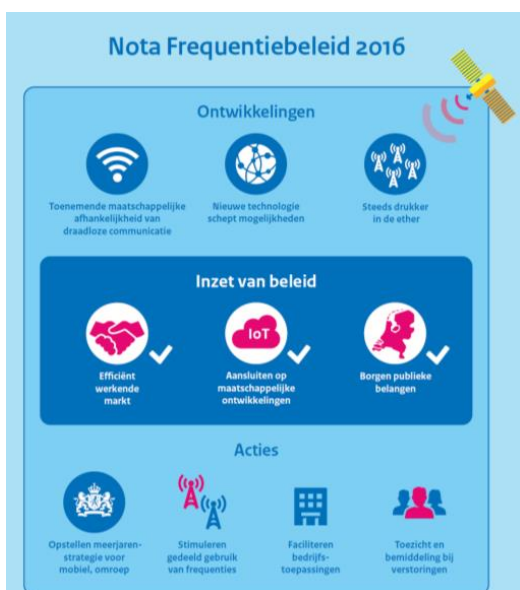 Nota Frequentiebeleid 2016
Ontwikkelingen
Toenemende maatschappelijke
afhankelijkheid van
draadloze communicatie
Nieuwe technologie
schept mogelijkheden
Steeds drukker
in de ether
Inzet van beleid
Efficiënt
werkende
markt
IoT
Aansluiten op
maatschappelijke
ontwikkelingen
Borgen publieke
belangen
Acties
Opstellen meerjaren-
strategie voor
mobiel, omroep
Stimuleren
gedeeld gebruik
van frequenties
Faciliteren
bedrijfs-
toepassingen
Toezicht en
bemiddeling bij
verstoringen